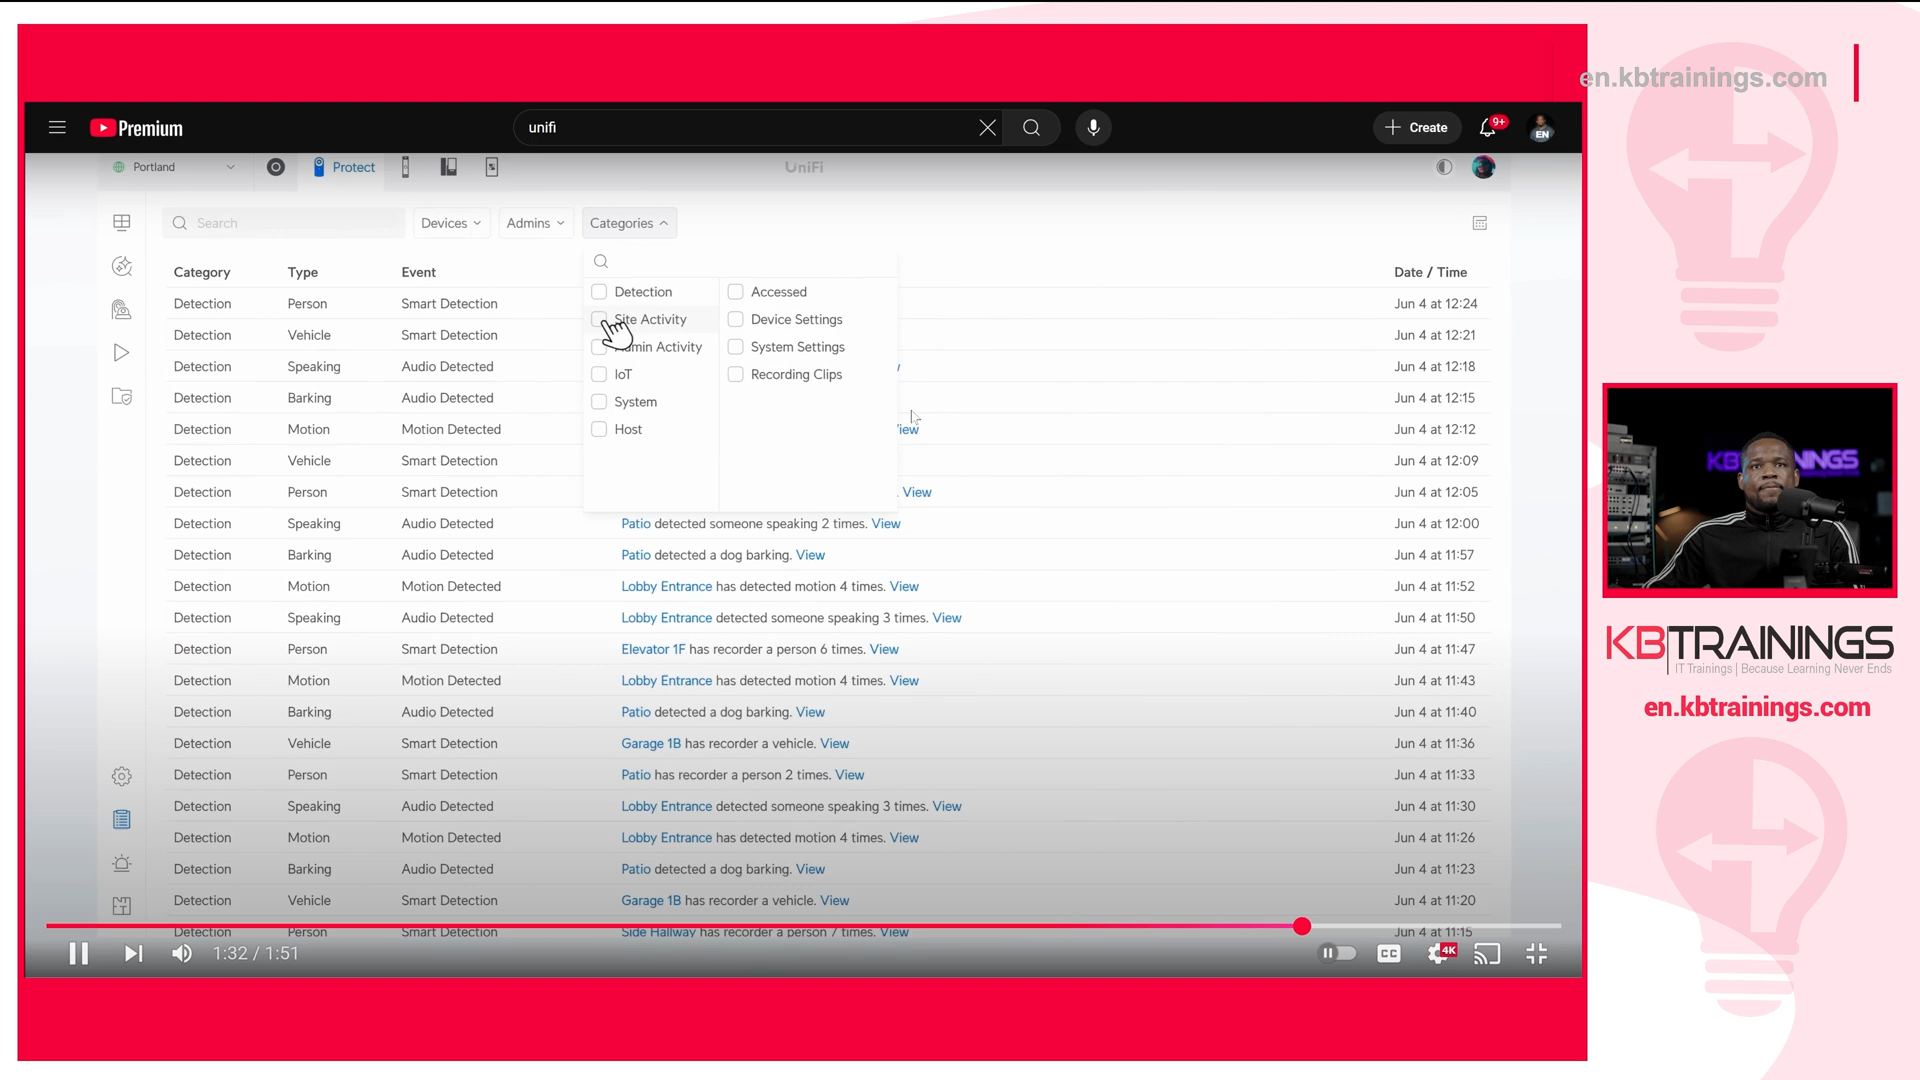 en.kbtrainings.com
Premium
unifi
Create
9+
EN
Portland
Protect
UniFi
Search
Devices
Admins
Categories
Category Type Event Date / Time
Detection
Accessed
Site Activity
Device Settings
Admin Activity
System Settings
IoT
Recording Clips
System
Host
Detection Person Smart Detection Jun 4 at 12:24
Detection Vehicle Smart Detection Jun 4 at 12:21
Detection Speaking Audio Detected Jun 4 at 12:18
Detection Barking Audio Detected Jun 4 at 12:15
Detection Motion Motion Detected View Jun 4 at 12:12
Detection Vehicle Smart Detection Jun 4 at 12:09
Detection Person Smart Detection . View Jun 4 at 12:05
Detection Speaking Audio Detected Patio detected someone speaking 2 times. View Jun 4 at 12:00
Detection Barking Audio Detected Patio detected a dog barking. View Jun 4 at 11:57
Detection Motion Motion Detected Lobby Entrance has detected motion 4 times. View Jun 4 at 11:52
Detection Speaking Audio Detected Lobby Entrance detected someone speaking 3 times. View Jun 4 at 11:50
Detection Person Smart Detection Elevator 1F has recorder a person 6 times. View Jun 4 at 11:47
Detection Motion Motion Detected Lobby Entrance has detected motion 4 times. View Jun 4 at 11:43
Detection Barking Audio Detected Patio detected a dog barking. View Jun 4 at 11:40
Detection Vehicle Smart Detection Garage 1B has recorder a vehicle. View Jun 4 at 11:36
Detection Person Smart Detection Patio has recorder a person 2 times. View Jun 4 at 11:33
Detection Speaking Audio Detected Lobby Entrance detected someone speaking 3 times. View Jun 4 at 11:30
Detection Motion Motion Detected Lobby Entrance has detected motion 4 times. View Jun 4 at 11:26
Detection Barking Audio Detected Patio detected a dog barking. View Jun 4 at 11:23
Detection Vehicle Smart Detection Garage 1B has recorder a vehicle. View Jun 4 at 11:20
Detection Person Smart Detection Side Hallway has recorder a person 7 times. View Jun 4 at 11:15
1:32 / 1:51
CC
4K
KBTRAININGS
IT Trainings | Because Learning Never Ends
en.kbtrainings.com